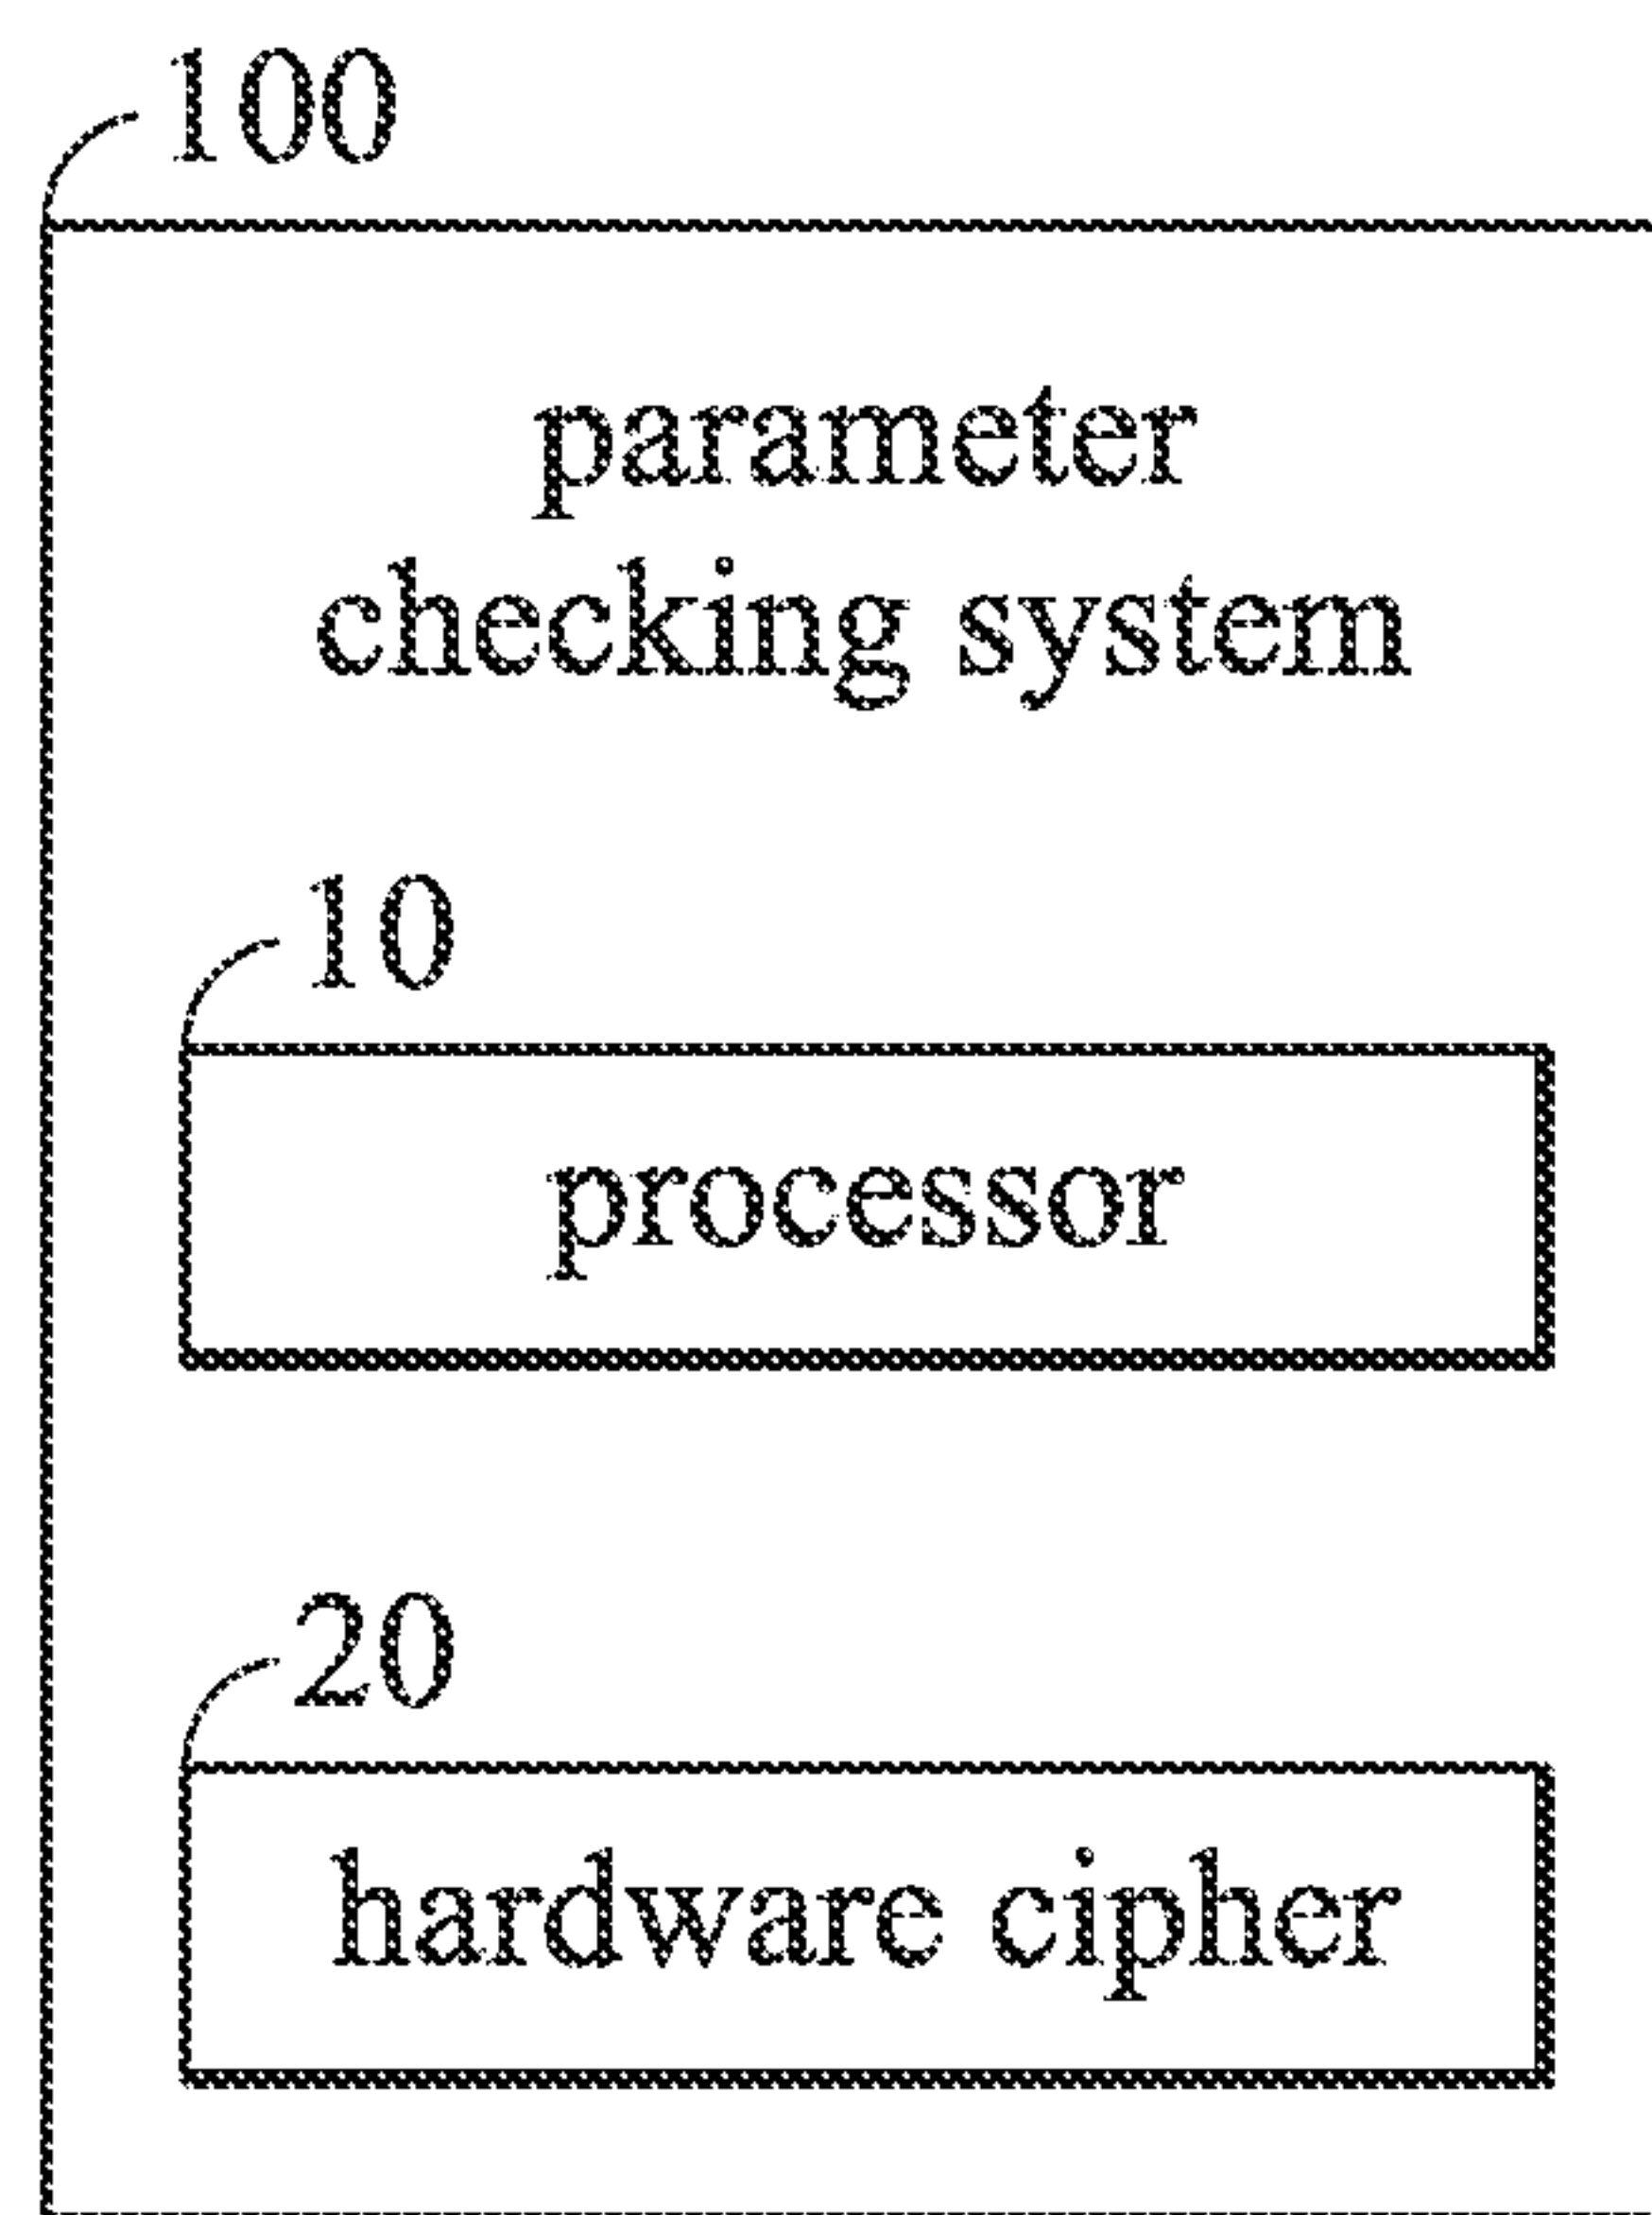 100
parameter
checking system
10
processor
20
hardware cipher